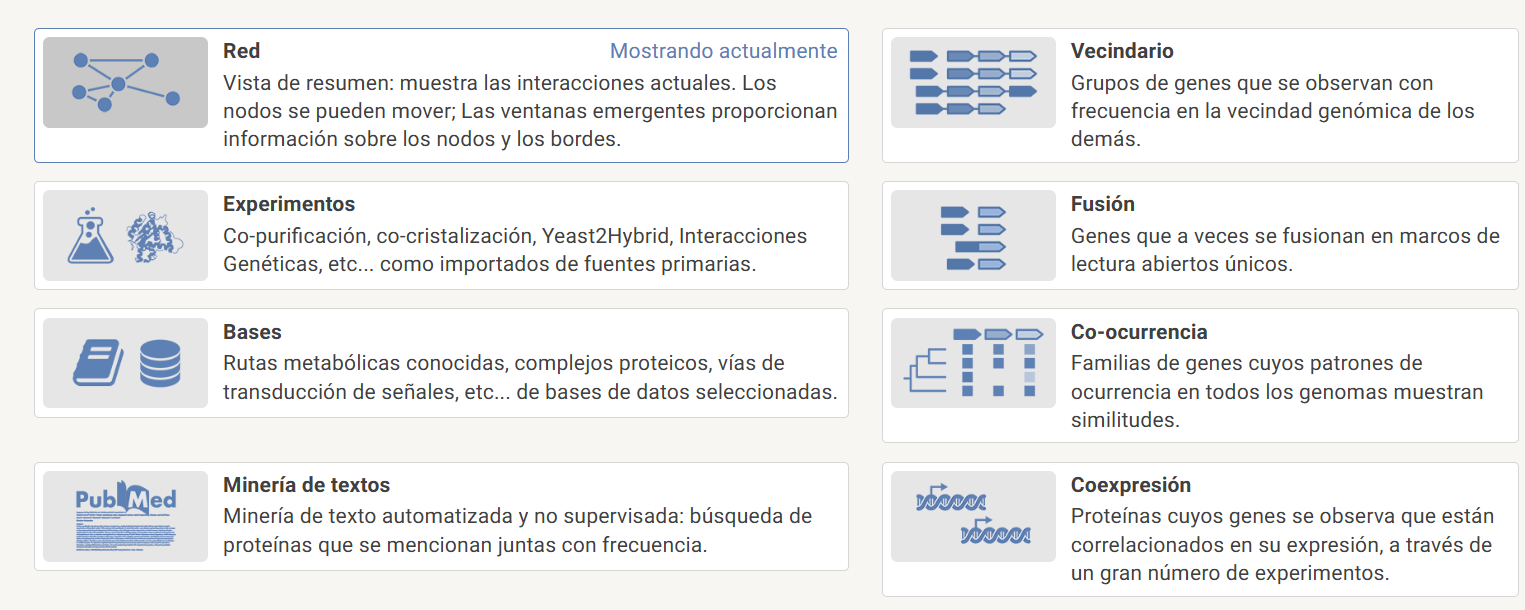 Red
Mostrando actualmente
Vista de resumen: muestra las interacciones actuales. Los
nodos se pueden mover; Las ventanas emergentes proporcionan
información sobre los nodos y los bordes.
Vecindario
Grupos de genes que se observan con
frecuencia en la vecindad genómica de los
demás.
Experimentos
Co-purificación, co-cristalización, Yeast2Hybrid, Interacciones
Genéticas, etc... como importados de fuentes primarias.
Fusión
Genes que a veces se fusionan en marcos de
lectura abiertos únicos.
Bases
Rutas metabólicas conocidas, complejos proteicos, vías de
transducción de señales, etc... de bases de datos seleccionadas.
Co-ocurrencia
Familias de genes cuyos patrones de
ocurrencia en todos los genomas muestran
similitudes.
PubMed
Minería de textos
Minería de texto automatizada y no supervisada: búsqueda de
proteínas que se mencionan juntas con frecuencia.
Coexpresión
Proteínas cuyos genes se observa que están
correlacionados en su expresión, a través de
un gran número de experimentos.